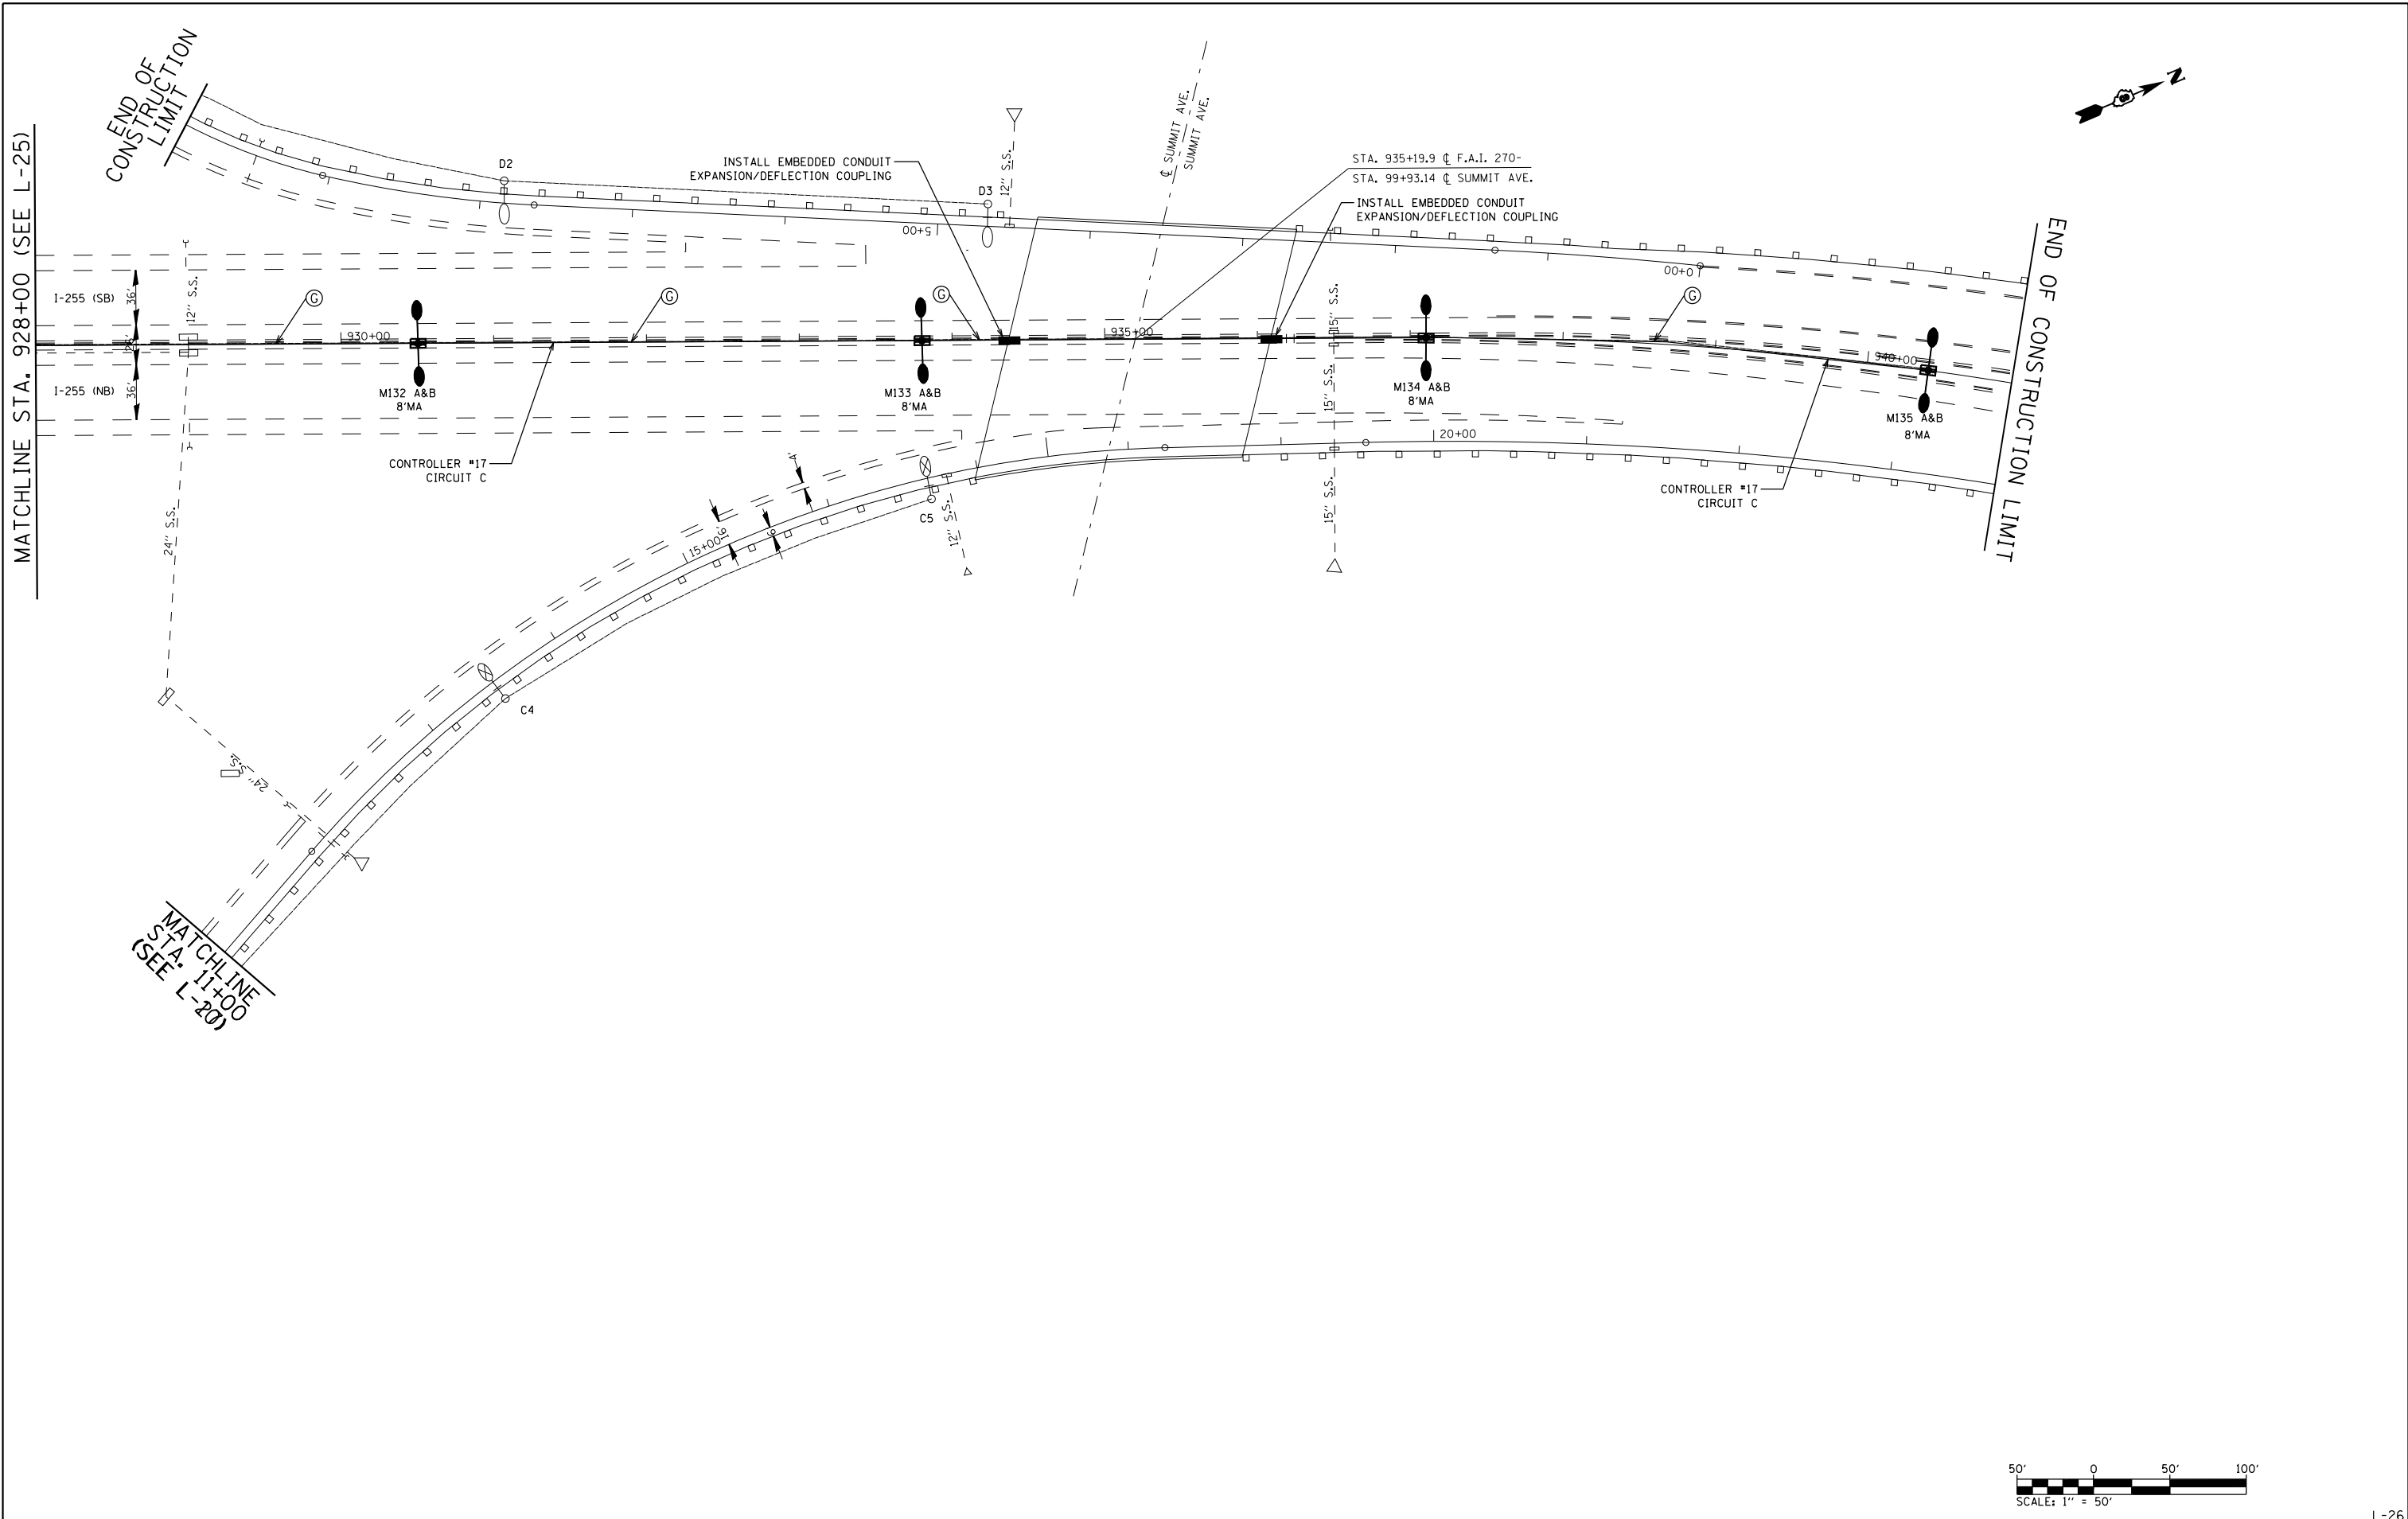 END OF
CONSTRUCTION
LIMIT
N
MATCHLINE STA. 928+00 (SEE L-25)
D2
INSTALL EMBEDDED CONDUIT
EXPANSION/DEFLECTION COUPLING
D3
12" S.S.
℄ SUMMIT AVE.
SUMMIT AVE.
STA. 935+19.9 ℄ F.A.I. 270-
STA. 99+93.14 ℄ SUMMIT AVE.
INSTALL EMBEDDED CONDUIT
EXPANSION/DEFLECTION COUPLING
5+00
0+00
END OF CONSTRUCTION LIMIT
I-255 (SB)
36'
12" S.S.
G
G
G
G
15" S.S.
930+00
935+00
940+00
26'
I-255 (NB)
36'
M132 A&B
8'MA
M133 A&B
8'MA
M134 A&B
8'MA
M135 A&B
8'MA
15" S.S.
20+00
CONTROLLER #17
CIRCUIT C
CONTROLLER #17
CIRCUIT C
4'
16'
15+00
C5
12" S.S.
15" S.S.
24" S.S.
C4
24" S.S.
MATCHLINE
STA. 11+00
50' 0 50' 100'
SCALE: 1" = 50'
L-26